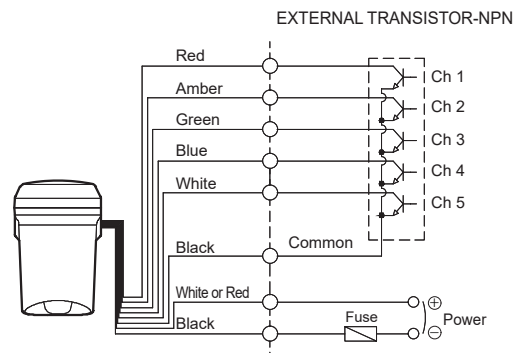 EXTERNAL TRANSISTOR-NPN
Red
Ch 1
Amber
Ch 2
Green
Ch 3
Blue
Ch 4
White
Ch 5
Black
Common
White or Red
Fuse
Power
Black